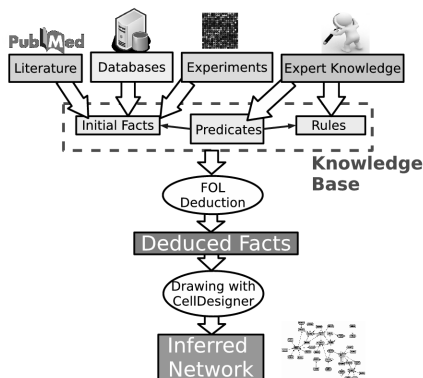 PubMed
Literature
Databases
Experiments
Expert Knowledge
Initial Facts
Predicates
Rules
Knowledge
Base
FOL
Deduction
Deduced Facts
Drawing with
CellDesigner
Inferred
Network